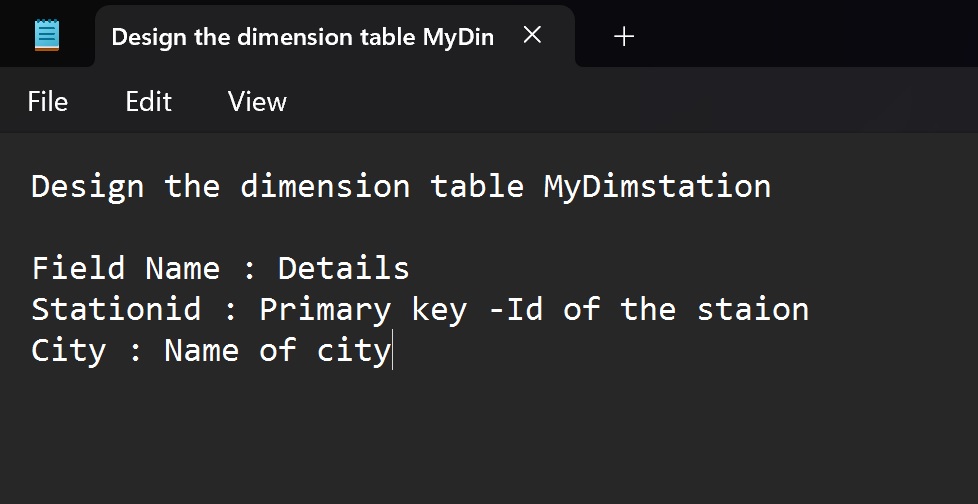 Design the dimension table MyDin
File Edit View
Design the dimension table MyDimstation
Field Name : Details
Stationid : Primary key -Id of the staion
City : Name of city